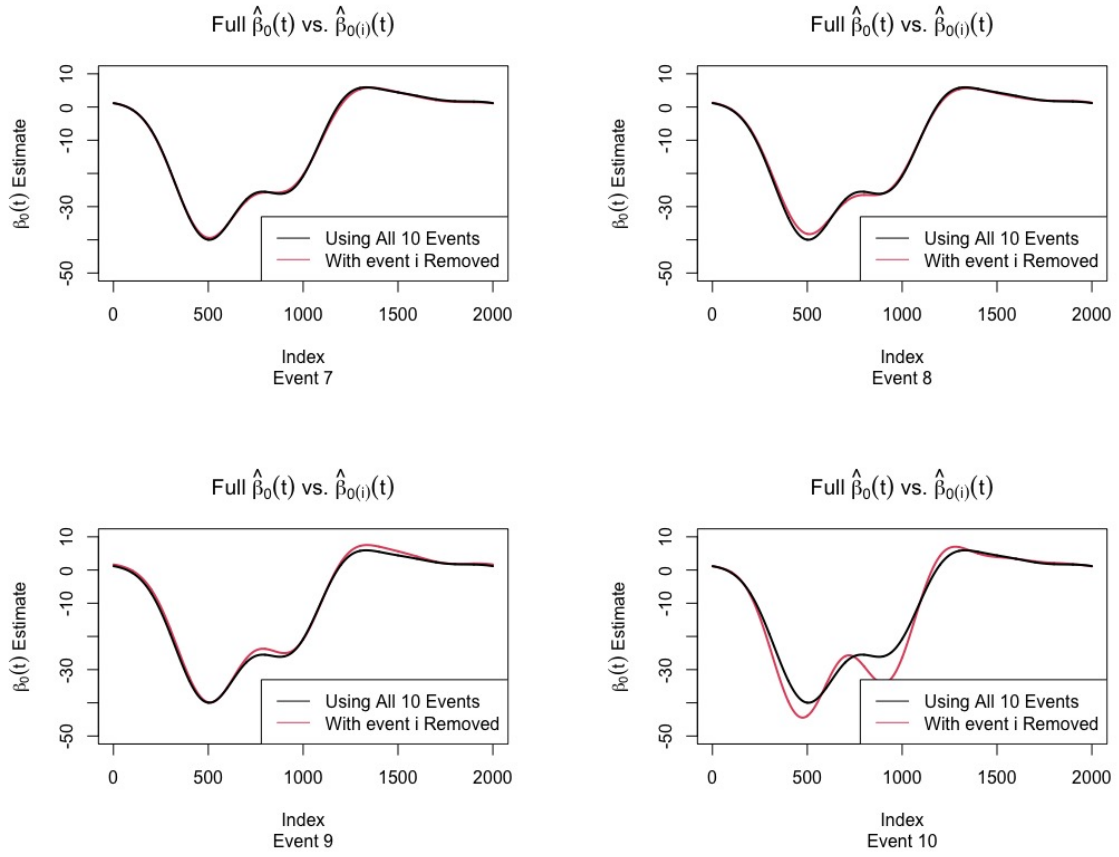 Full β̂₀(t) vs. β̂₀₍ᵢ₎(t)
β₀(t) Estimate
10
0
-10
-30
-50
Using All 10 Events
With event i Removed
0 500 1000 1500 2000
Index
Event 7
Full β̂₀(t) vs. β̂₀₍ᵢ₎(t)
β₀(t) Estimate
10
0
-10
-30
-50
Using All 10 Events
With event i Removed
0 500 1000 1500 2000
Index
Event 8
Full β̂₀(t) vs. β̂₀₍ᵢ₎(t)
β₀(t) Estimate
10
0
-10
-30
-50
Using All 10 Events
With event i Removed
0 500 1000 1500 2000
Index
Event 9
Full β̂₀(t) vs. β̂₀₍ᵢ₎(t)
β₀(t) Estimate
10
0
-10
-30
-50
Using All 10 Events
With event i Removed
0 500 1000 1500 2000
Index
Event 10